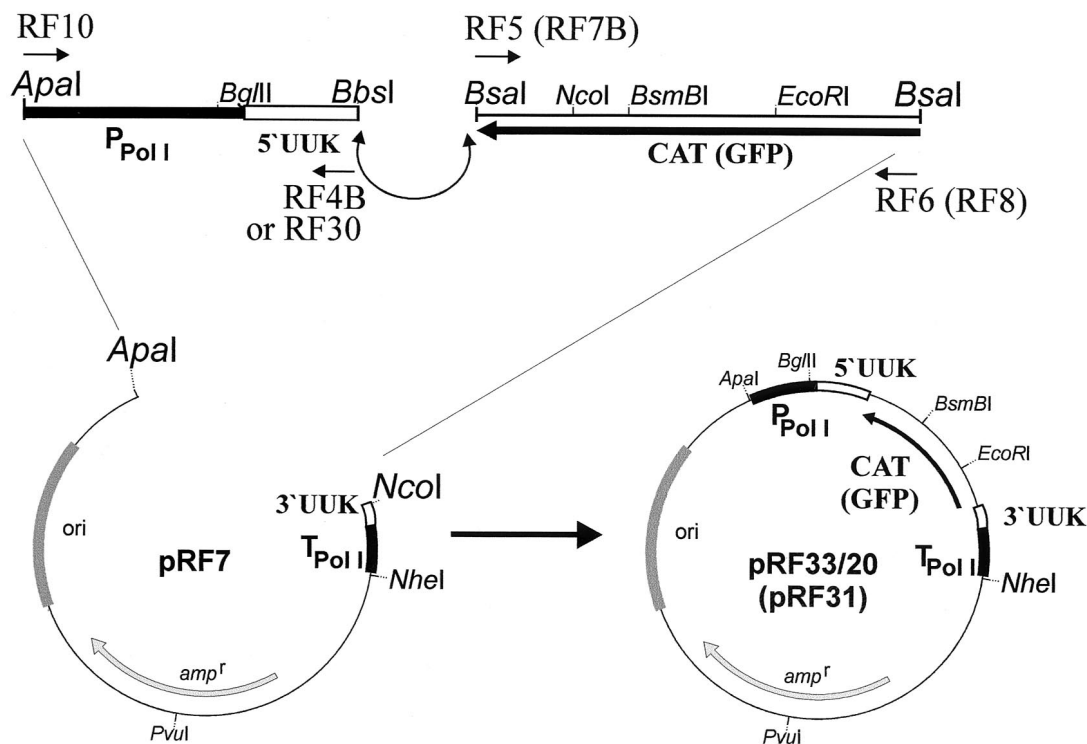 RF10
RF5 (RF7B)
ApaI
BglII
BbsI
BsaI
NcoI
BsmBI
EcoRI
BsaI
PPol I
5`UUK
CAT (GFP)
RF4B
or RF30
RF6 (RF8)
ApaI
ori
pRF7
3`UUK
NcoI
TPol I
NheI
ampr
PvuI
ApaI
BglII
5`UUK
PPol I
BsmBI
EcoRI
CAT
(GFP)
ori
3`UUK
pRF33/20
(pRF31)
TPol I
NheI
ampr
PvuI